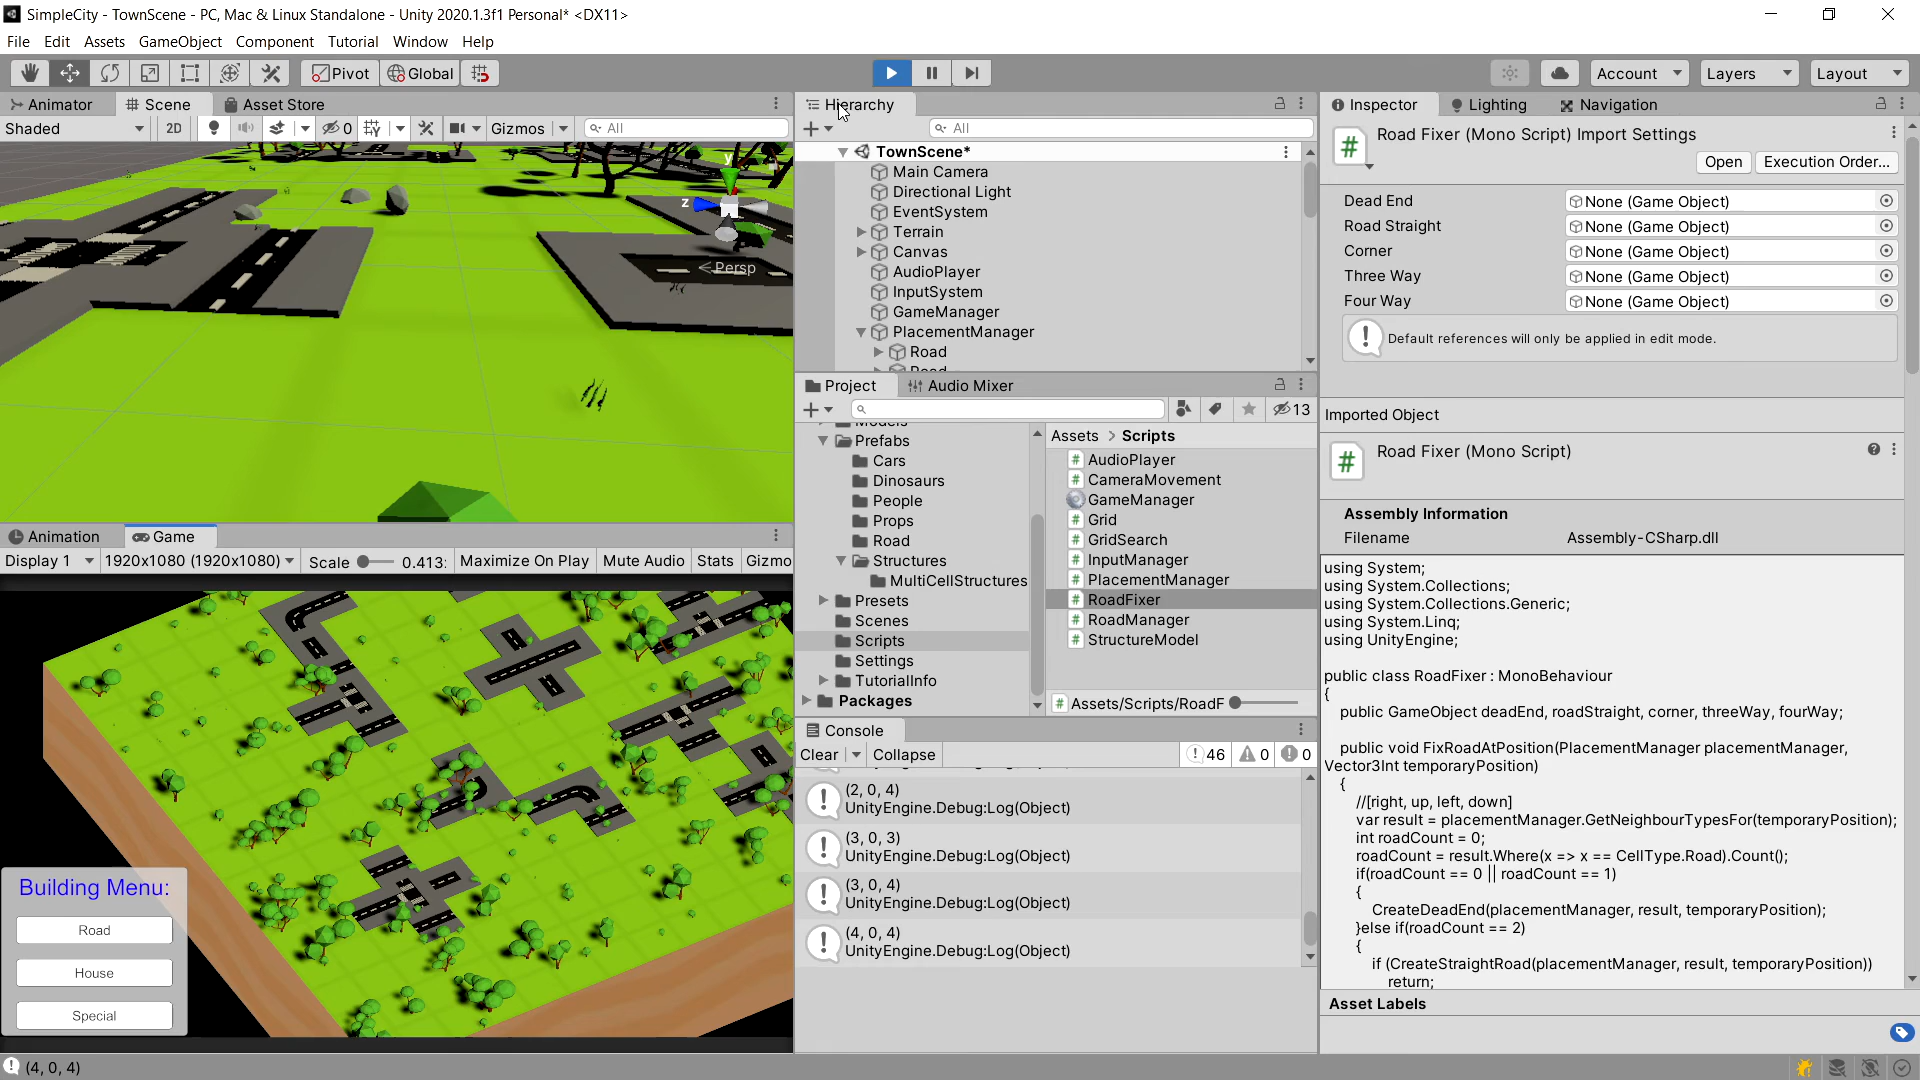 SimpleCity - TownScene - PC, Mac & Linux Standalone - Unity 2020.1.3f1 Personal* <DX11>
File Edit Assets GameObject Component Tutorial Window Help
Pivot Global Account Layers Layout
Animator Scene Asset Store
Shaded 2D 0 Gizmos All
y
z
Persp
Animation Game
Display 1 1920x1080 (1920x1080) Scale 0.413: Maximize On Play Mute Audio Stats Gizmo
Building Menu:
Road
House
Special
Hierarchy
All
TownScene*
Main Camera
Directional Light
EventSystem
Terrain
Canvas
AudioPlayer
InputSystem
GameManager
PlacementManager
Road
Road
Project Audio Mixer
13
Models
Prefabs
Cars
Dinosaurs
People
Props
Road
Structures
MultiCellStructures
Presets
Scenes
Scripts
Settings
TutorialInfo
Packages
Assets > Scripts
AudioPlayer
CameraMovement
GameManager
Grid
GridSearch
InputManager
PlacementManager
RoadFixer
RoadManager
StructureModel
Assets/Scripts/RoadF
Console
Clear Collapse 46 0 0
(2, 0, 4)
UnityEngine.Debug:Log(Object)
(3, 0, 3)
UnityEngine.Debug:Log(Object)
(3, 0, 4)
UnityEngine.Debug:Log(Object)
(4, 0, 4)
UnityEngine.Debug:Log(Object)
Inspector Lighting Navigation
Road Fixer (Mono Script) Import Settings
Open Execution Order...
Dead End None (Game Object)
Road Straight None (Game Object)
Corner None (Game Object)
Three Way None (Game Object)
Four Way None (Game Object)
Default references will only be applied in edit mode.
Imported Object
Road Fixer (Mono Script)
Assembly Information
Filename Assembly-CSharp.dll
using System;
using System.Collections;
using System.Collections.Generic;
using System.Linq;
using UnityEngine;
public class RoadFixer : MonoBehaviour
{
public GameObject deadEnd, roadStraight, corner, threeWay, fourWay;
public void FixRoadAtPosition(PlacementManager placementManager,
Vector3Int temporaryPosition)
{
//[right, up, left, down]
var result = placementManager.GetNeighbourTypesFor(temporaryPosition);
int roadCount = 0;
roadCount = result.Where(x => x == CellType.Road).Count();
if(roadCount == 0 || roadCount == 1)
{
CreateDeadEnd(placementManager, result, temporaryPosition);
}else if(roadCount == 2)
{
if (CreateStraightRoad(placementManager, result, temporaryPosition))
return;
Asset Labels
(4, 0, 4)